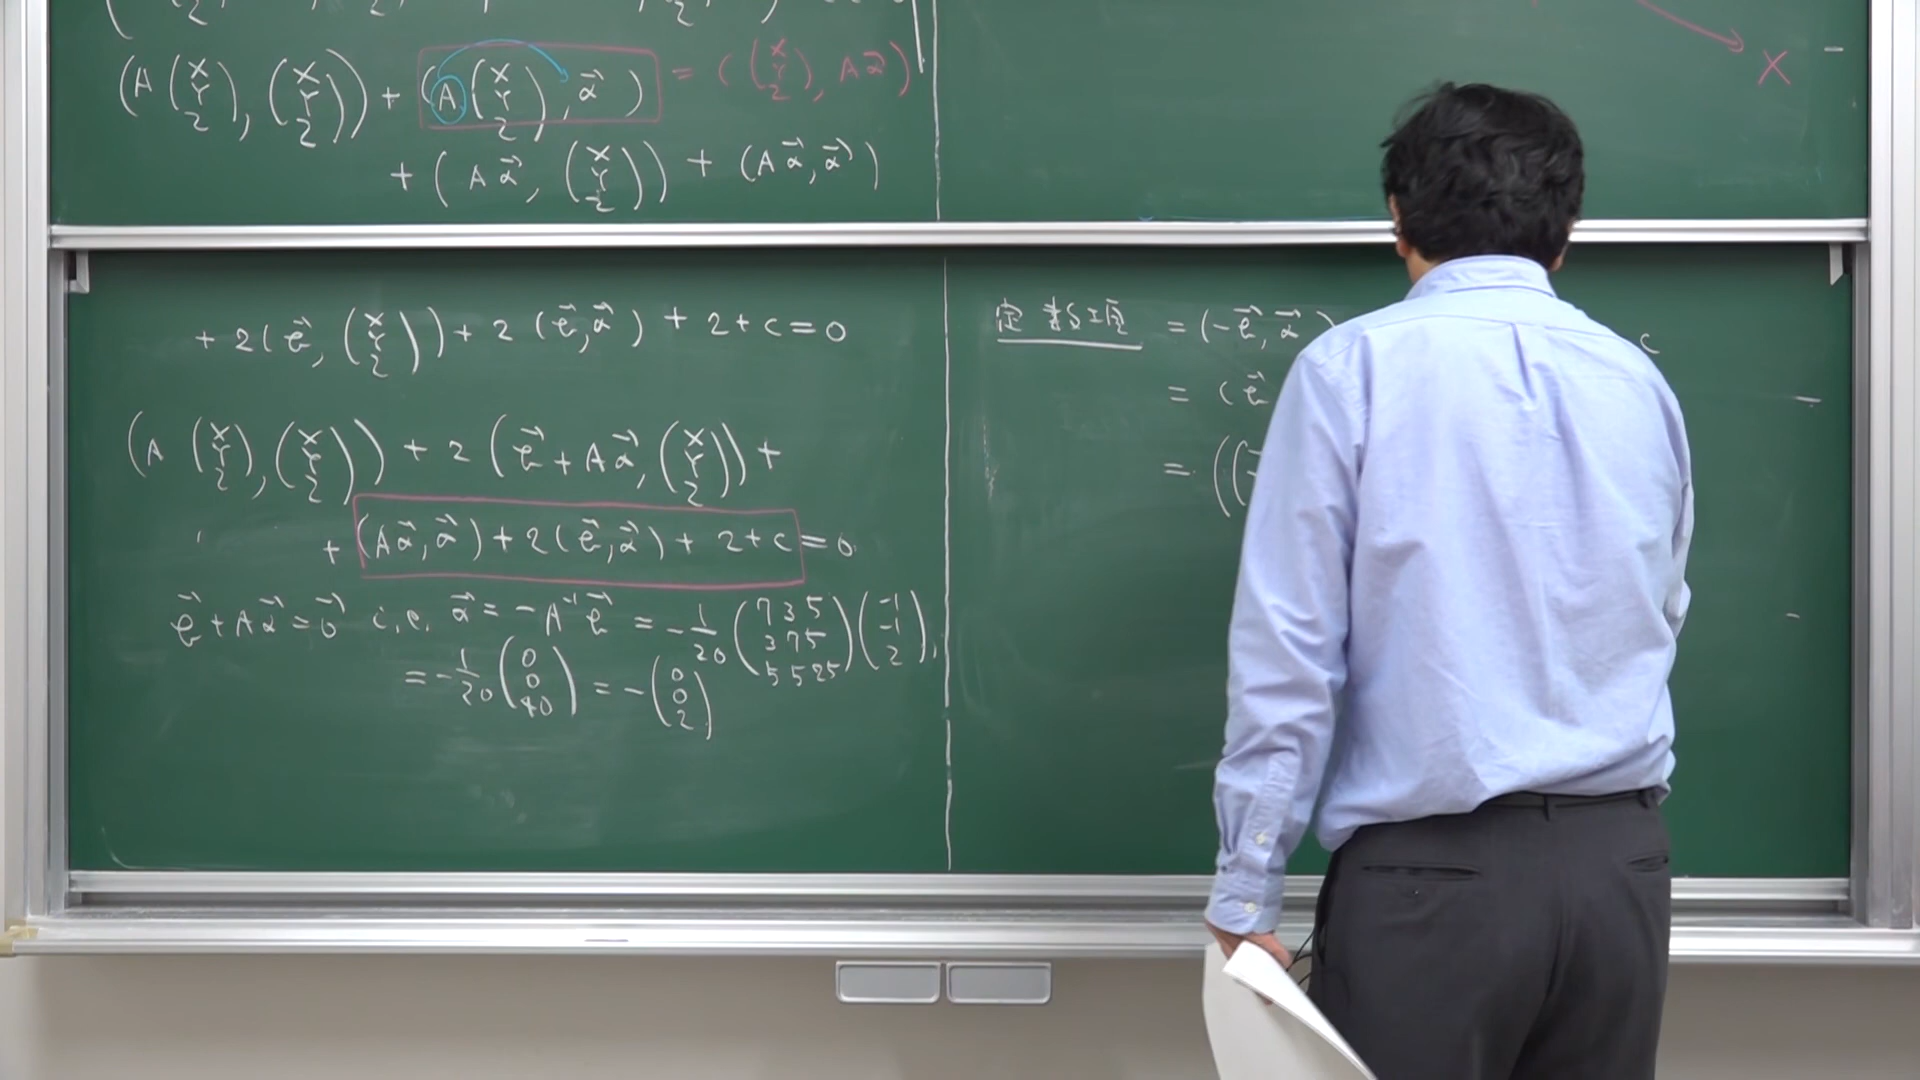 (A (X Y Z), (X Y Z)) + (A (X Y Z), α⃗) = ((X Y Z), Aα⃗)
+ (Aα⃗, (X Y Z)) + (Aα⃗, α⃗)
+ 2(b⃗, (X Y Z)) + 2(b⃗, α⃗) + 2+c = 0
(A (X Y Z), (X Y Z)) + 2(b⃗ + Aα⃗, (X Y Z)) +
+ (Aα⃗, α⃗) + 2(b⃗, α⃗) + 2+c = 0.
b⃗ + Aα⃗ = 0⃗ i.e. α⃗ = -A⁻¹b⃗ = -1/20 (7 3 5 / 3 7 5 / 5 5 25)(-1 / -1 / 2),
= -1/20 (0 / 0 / 40) = -(0 / 0 / 2)
X
定数項 = (-b⃗, α⃗) c
= (b⃗
= ((